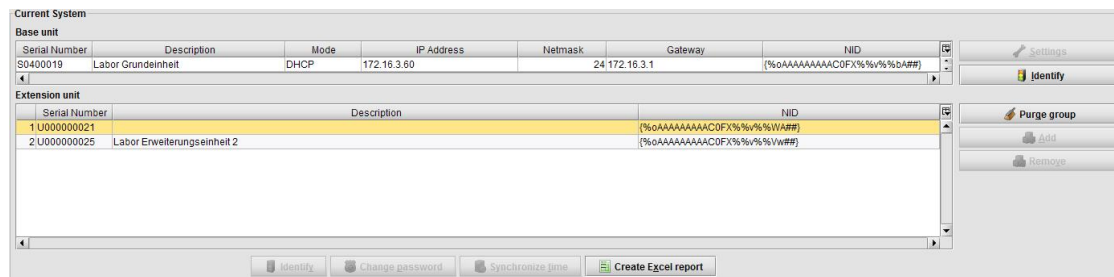 Current System
Base unit
Serial Number Description Mode IP Address Netmask Gateway NID
S0400019 Labor Grundeinheit DHCP 172.16.3.60 24 172.16.3.1 {%oAAAAAAAAAC0FX%%v%%bA##}
Settings
Identify
Extension unit
Serial Number Description NID
1 U000000021 {%oAAAAAAAAAC0FX%%v%%WA##}
2 U000000025 Labor Erweiterungseinheit 2 {%oAAAAAAAAAC0FX%%v%%Vw##}
Purge group
Add
Remove
Identify Change password Synchronize time Create Excel report